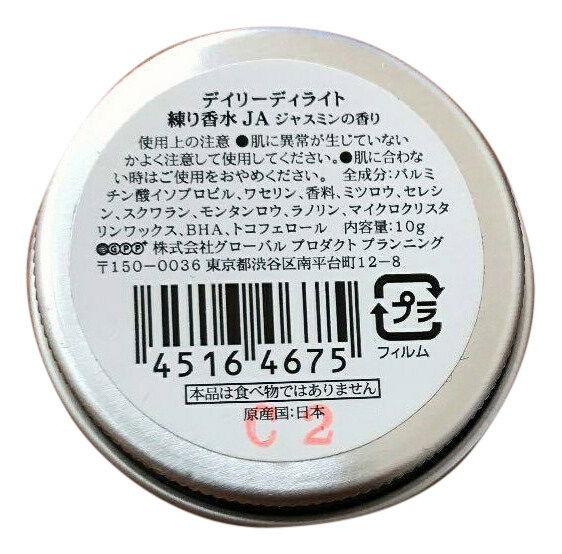 デイリーディライト
練り香水 JA ジャスミンの香り
使用上の注意 ●肌に異常が生じていない
かよく注意して使用してください。●肌に合わな
い時はご使用をおやめください。 全成分:パルミ
チン酸イソプロピル、ワセリン、香料、ミツロウ、セレシ
ン、スクワラン、モンタンロウ、ラノリン、マイクロクリスタ
リンワックス、BHA、トコフェロール 内容量:10g
GPP 株式会社グローバル プロダクト プランニング
〒150-0036 東京都渋谷区南平台町12-8
4516 4675
プラ
フィルム
本品は食べ物ではありません
原産国:日本
C2